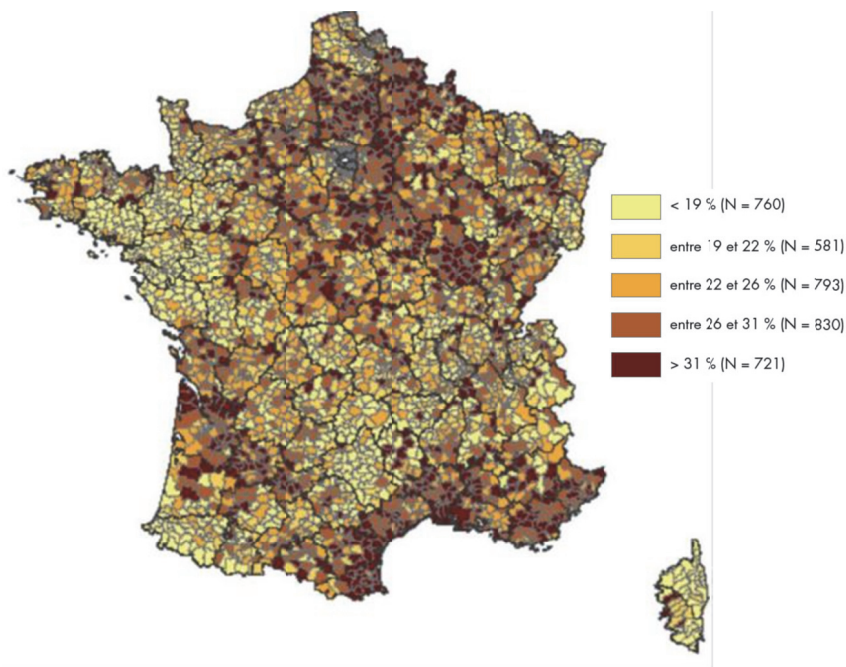 < 19 % (N = 760)
entre 19 et 22 % (N = 581)
entre 22 et 26 % (N = 793)
entre 26 et 31 % (N = 830)
> 31 % (N = 721)